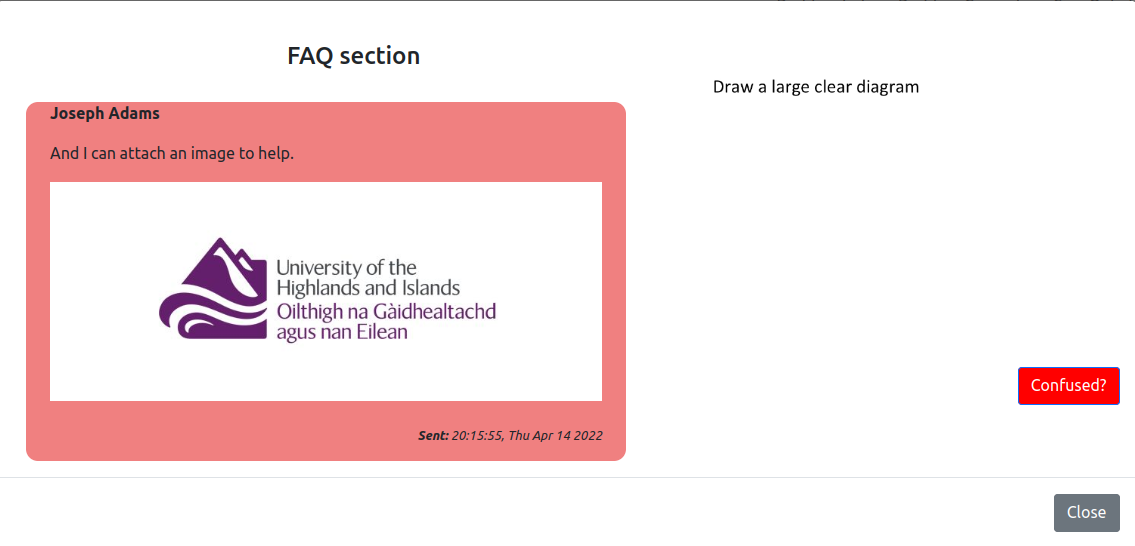 FAQ section
Draw a large clear diagram
Joseph Adams
And I can attach an image to help.
University of the
Highlands and Islands
Oilthigh na Gàidhealtachd
agus nan Eilean
Confused?
Sent: 20:15:55, Thu Apr 14 2022
Close